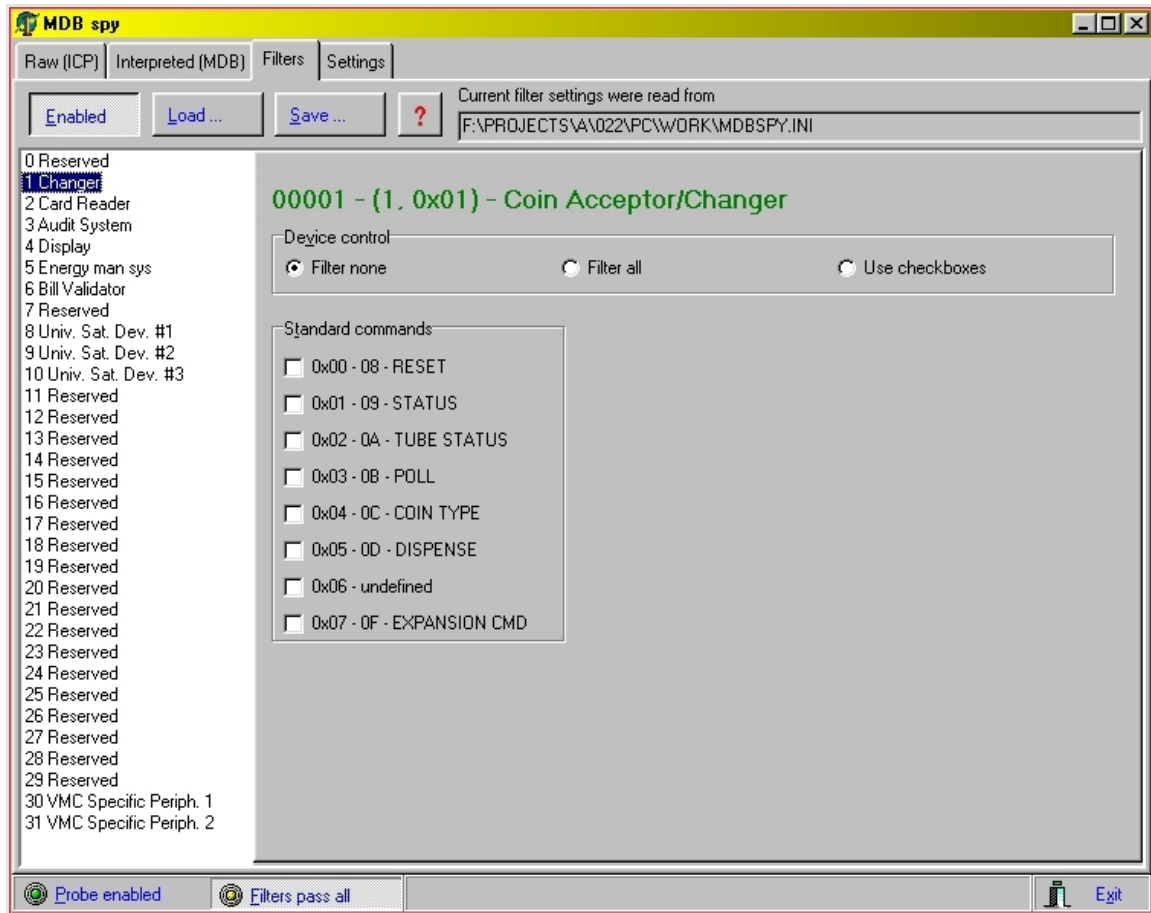 MDB spy
Raw (ICP) Interpreted (MDB) Filters Settings
Enabled Load ... Save ... ? Current filter settings were read from
F:\PROJECTS\A\022\PC\WORK\MDBSPY.INI
0 Reserved
1 Changer
2 Card Reader
3 Audit System
4 Display
5 Energy man sys
6 Bill Validator
7 Reserved
8 Univ. Sat. Dev. #1
9 Univ. Sat. Dev. #2
10 Univ. Sat. Dev. #3
11 Reserved
12 Reserved
13 Reserved
14 Reserved
15 Reserved
16 Reserved
17 Reserved
18 Reserved
19 Reserved
20 Reserved
21 Reserved
22 Reserved
23 Reserved
24 Reserved
25 Reserved
26 Reserved
27 Reserved
28 Reserved
29 Reserved
30 VMC Specific Periph. 1
31 VMC Specific Periph. 2
00001 - (1, 0x01) - Coin Acceptor/Changer
Device control
Filter none Filter all Use checkboxes
Standard commands
0x00 - 08 - RESET
0x01 - 09 - STATUS
0x02 - 0A - TUBE STATUS
0x03 - 0B - POLL
0x04 - 0C - COIN TYPE
0x05 - 0D - DISPENSE
0x06 - undefined
0x07 - 0F - EXPANSION CMD
Probe enabled Filters pass all Exit